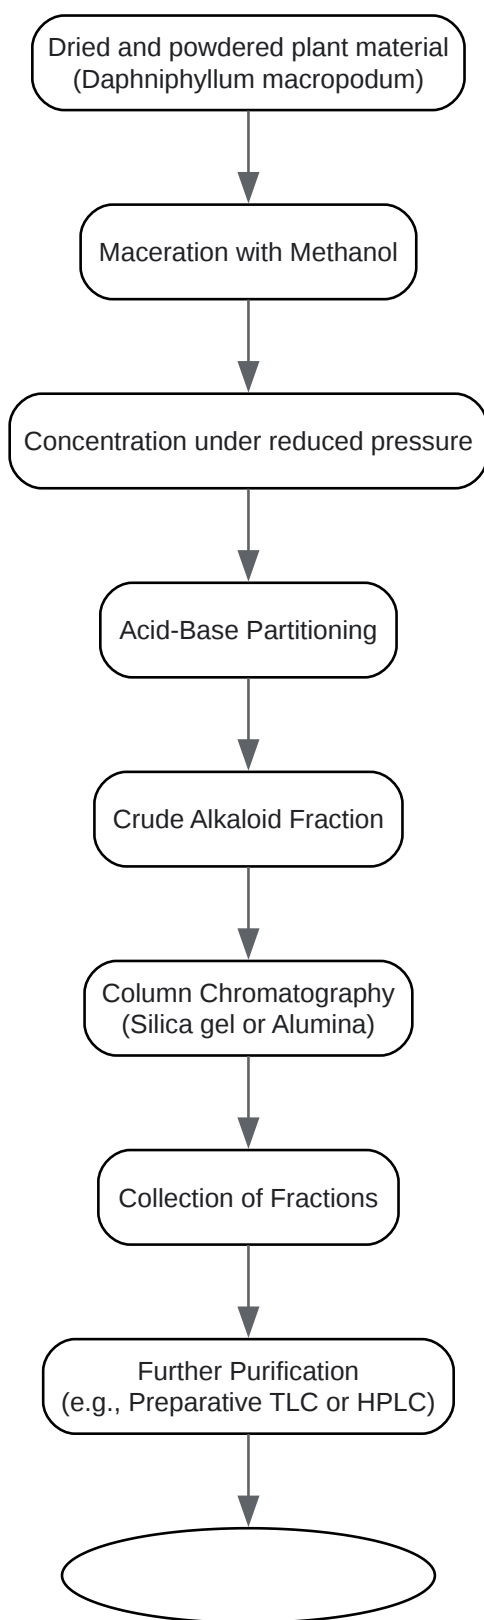 Dried and powdered plant material
(Daphniphyllum macropodum)
Maceration with Methanol
Concentration under reduced pressure
Acid-Base Partitioning
Crude Alkaloid Fraction
Column Chromatography
(Silica gel or Alumina)
Collection of Fractions
Further Purification
(e.g., Preparative TLC or HPLC)